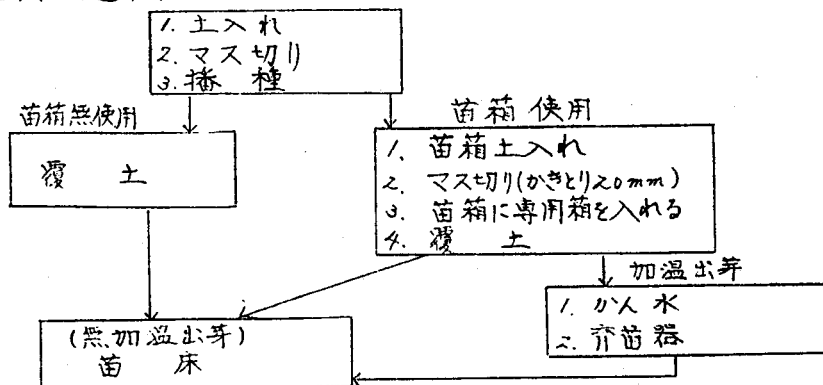 1. 土入れ
2. マス切り
3. 播種
苗箱無使用
覆土
苗箱使用
1. 苗箱土入れ
2. マス切り(かきとり20mm)
3. 苗箱に専用箱を入れる
4. 覆土
加温出芽
1. かん水
2. 育苗器
(無加温出芽)
苗床